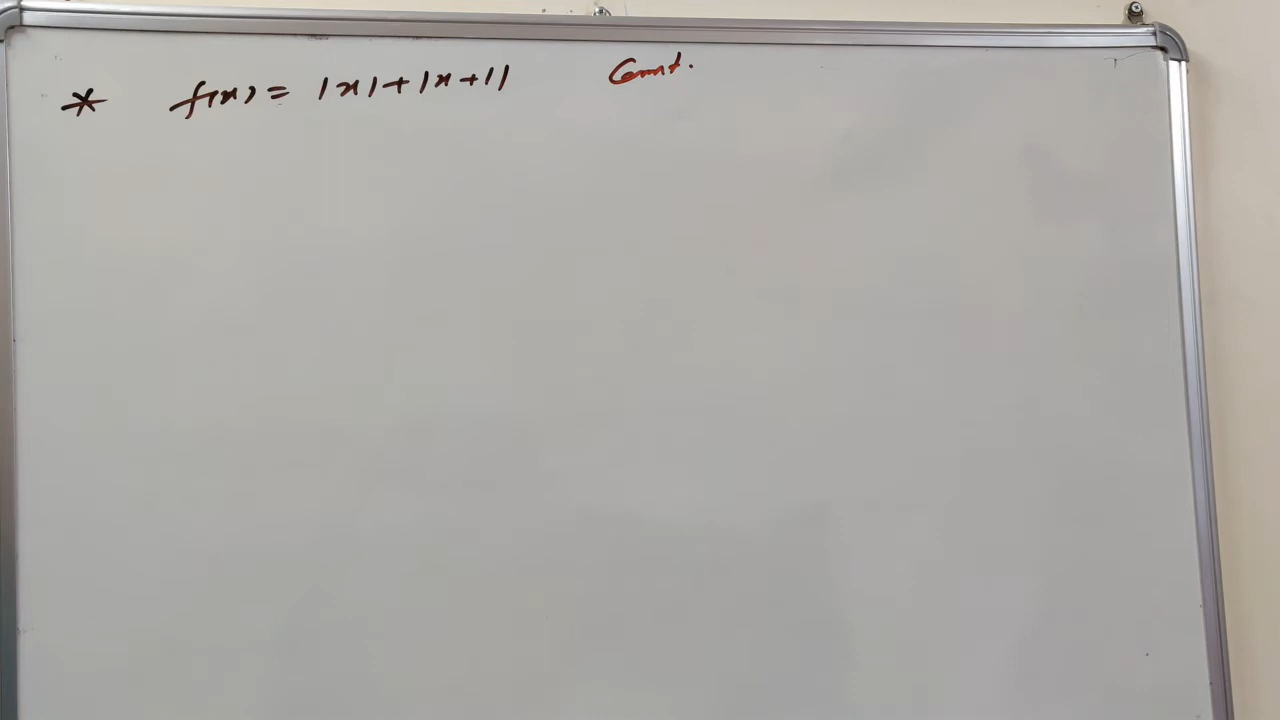 * f(x) = |x| + |x + 1| Cont.